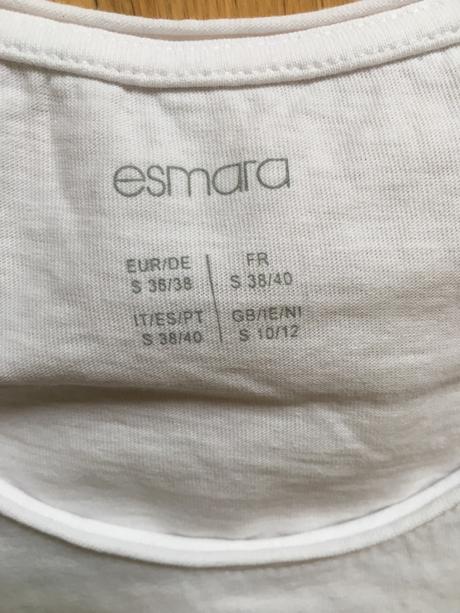 esmara
EUR/DE
S 36/38
FR
S 38/40
IT/ES/PT
S 38/40
GB/IE/NI
S 10/12